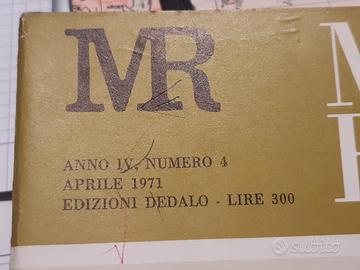 MR
ANNO IV, NUMERO 4
APRILE 1971
EDIZIONI DEDALO - LIRE 300
subito